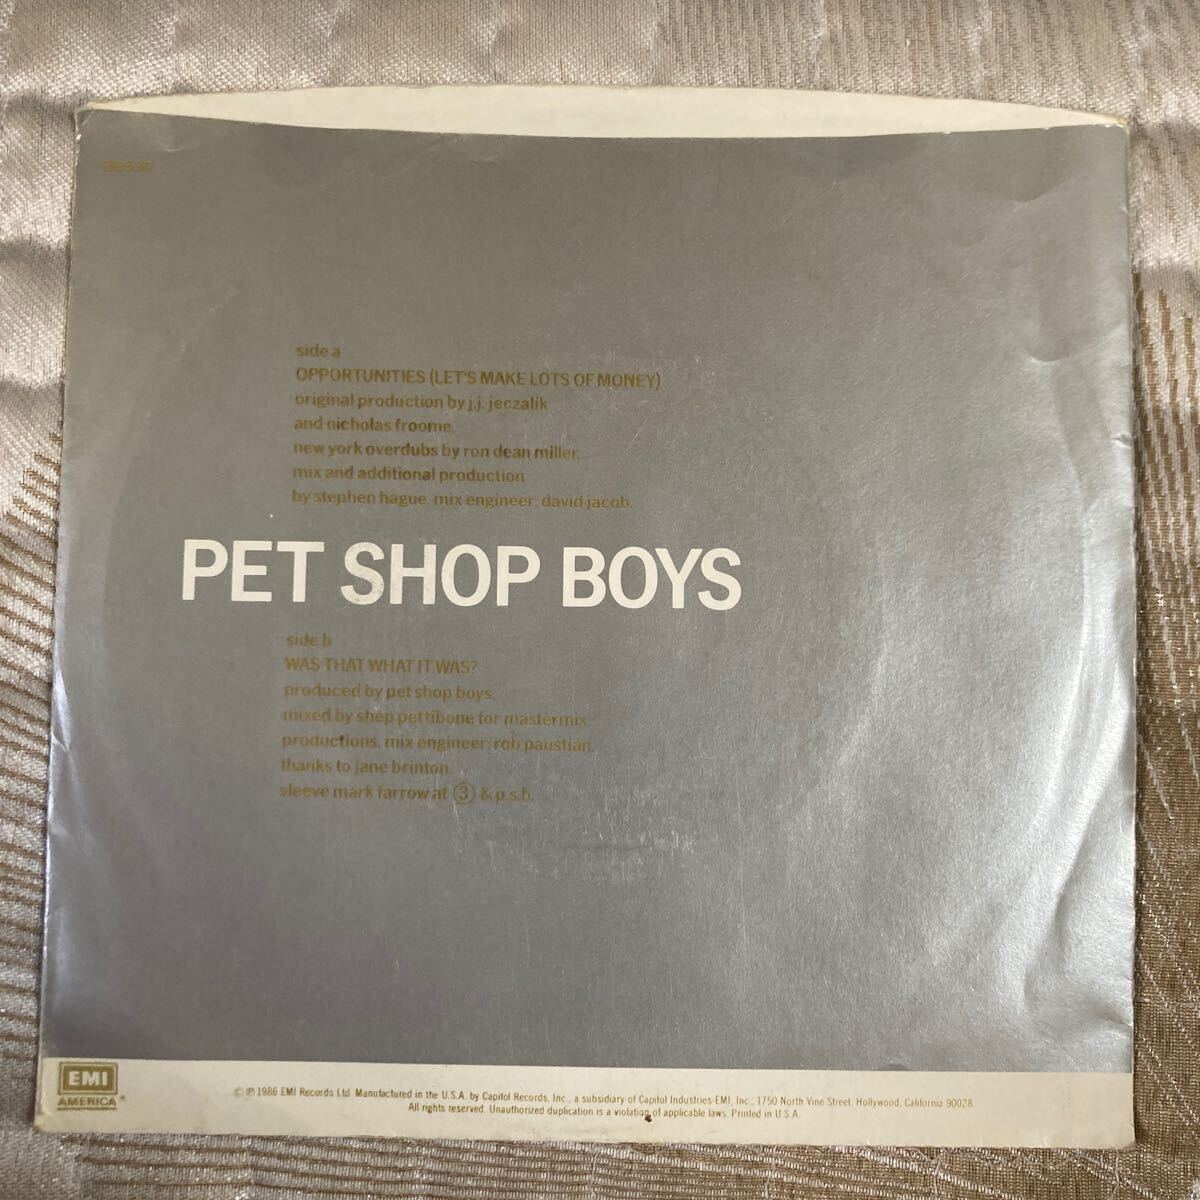 side a
OPPORTUNITIES (LET'S MAKE LOTS OF MONEY)
original production by j.j. jeczalik
and nicholas froome.
new york overdubs by ron dean miller.
mix and additional production
by stephen hague. mix engineer: david jacob.
PET SHOP BOYS
side b
WAS THAT WHAT IT WAS?
produced by pet shop boys.
mixed by shep pettibone for mastermix
productions. mix engineer: rob paustian.
thanks to jane brinton.
sleeve mark farrow at ③ & p.s.b.
EMI
AMERICA
© ℗ 1986 EMI Records Ltd. Manufactured in the U.S.A. by Capitol Records, Inc., a subsidiary of Capitol Industries-EMI, Inc., 1750 North Vine Street, Hollywood, California 90028.
All rights reserved. Unauthorized duplication is a violation of applicable laws. Printed in U.S.A.